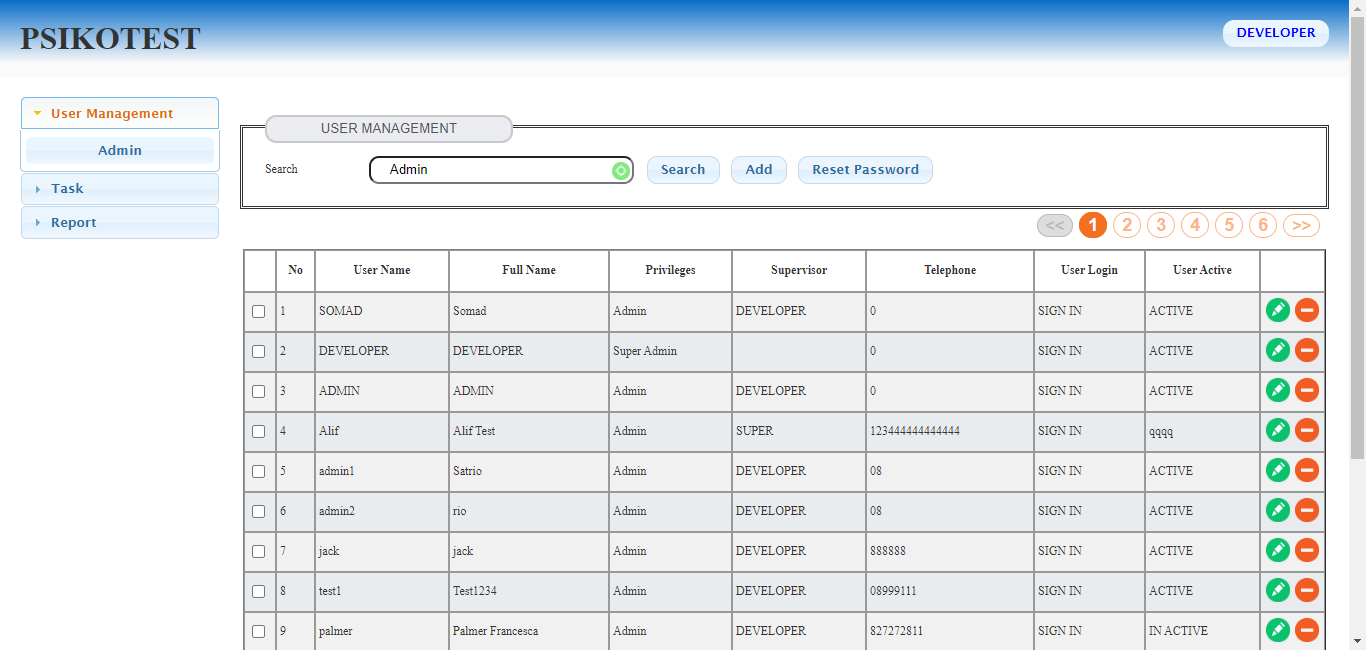 PSIKOTEST
DEVELOPER
User Management
Admin
Task
Report
USER MANAGEMENT
Search Admin Search Add Reset Password
<< 1 2 3 4 5 6 >>
No User Name Full Name Privileges Supervisor Telephone User Login User Active
1 SOMAD Somad Admin DEVELOPER 0 SIGN IN ACTIVE
2 DEVELOPER DEVELOPER Super Admin 0 SIGN IN ACTIVE
3 ADMIN ADMIN Admin DEVELOPER 0 SIGN IN ACTIVE
4 Alif Alif Test Admin SUPER 123444444444444 SIGN IN qqqq
5 admin1 Satrio Admin DEVELOPER 08 SIGN IN ACTIVE
6 admin2 rio Admin DEVELOPER 08 SIGN IN ACTIVE
7 jack jack Admin DEVELOPER 888888 SIGN IN ACTIVE
8 test1 Test1234 Admin DEVELOPER 08999111 SIGN IN ACTIVE
9 palmer Palmer Francesca Admin DEVELOPER 827272811 SIGN IN IN ACTIVE